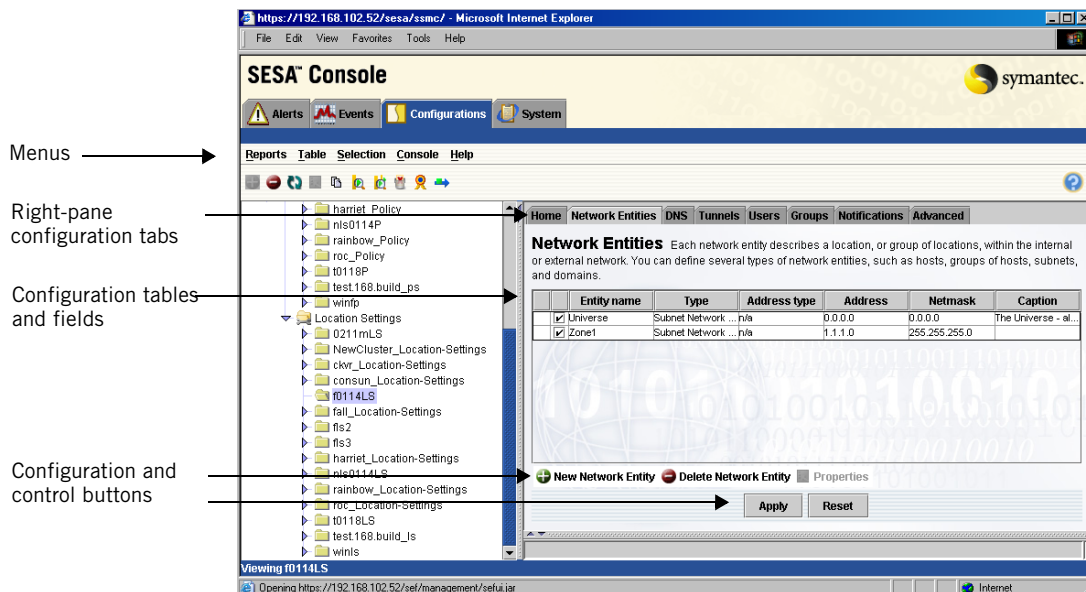 https://192.168.102.52/sesa/ssmc/ - Microsoft Internet Explorer
File Edit View Favorites Tools Help
SESA™ Console
symantec.
Alerts Events Configurations System
Menus
Reports Table Selection Console Help
Right-pane
configuration tabs
Configuration tables
and fields
Configuration and
control buttons
harriet_Policy
nls0114P
rainbow_Policy
roc_Policy
t0118P
test.168.build_ps
winfp
Location Settings
0211mLS
NewCluster_Location-Settings
ckvr_Location-Settings
consun_Location-Settings
f0114LS
fall_Location-Settings
fls2
fls3
harriet_Location-Settings
nls0114LS
rainbow_Location-Settings
roc_Location-Settings
t0118LS
test.168.build_ls
winls
Home Network Entities DNS Tunnels Users Groups Notifications Advanced
Network Entities Each network entity describes a location, or group of locations, within the internal
or external network. You can define several types of network entities, such as hosts, groups of hosts, subnets,
and domains.
Entity name Type Address type Address Netmask Caption
Universe Subnet Network ... n/a 0.0.0.0 0.0.0.0 The Universe - al...
Zone1 Subnet Network ... n/a 1.1.1.0 255.255.255.0
New Network Entity Delete Network Entity Properties
Apply Reset
Viewing f0114LS
Opening https://192.168.102.52/sef/management/sefui.jar
Internet